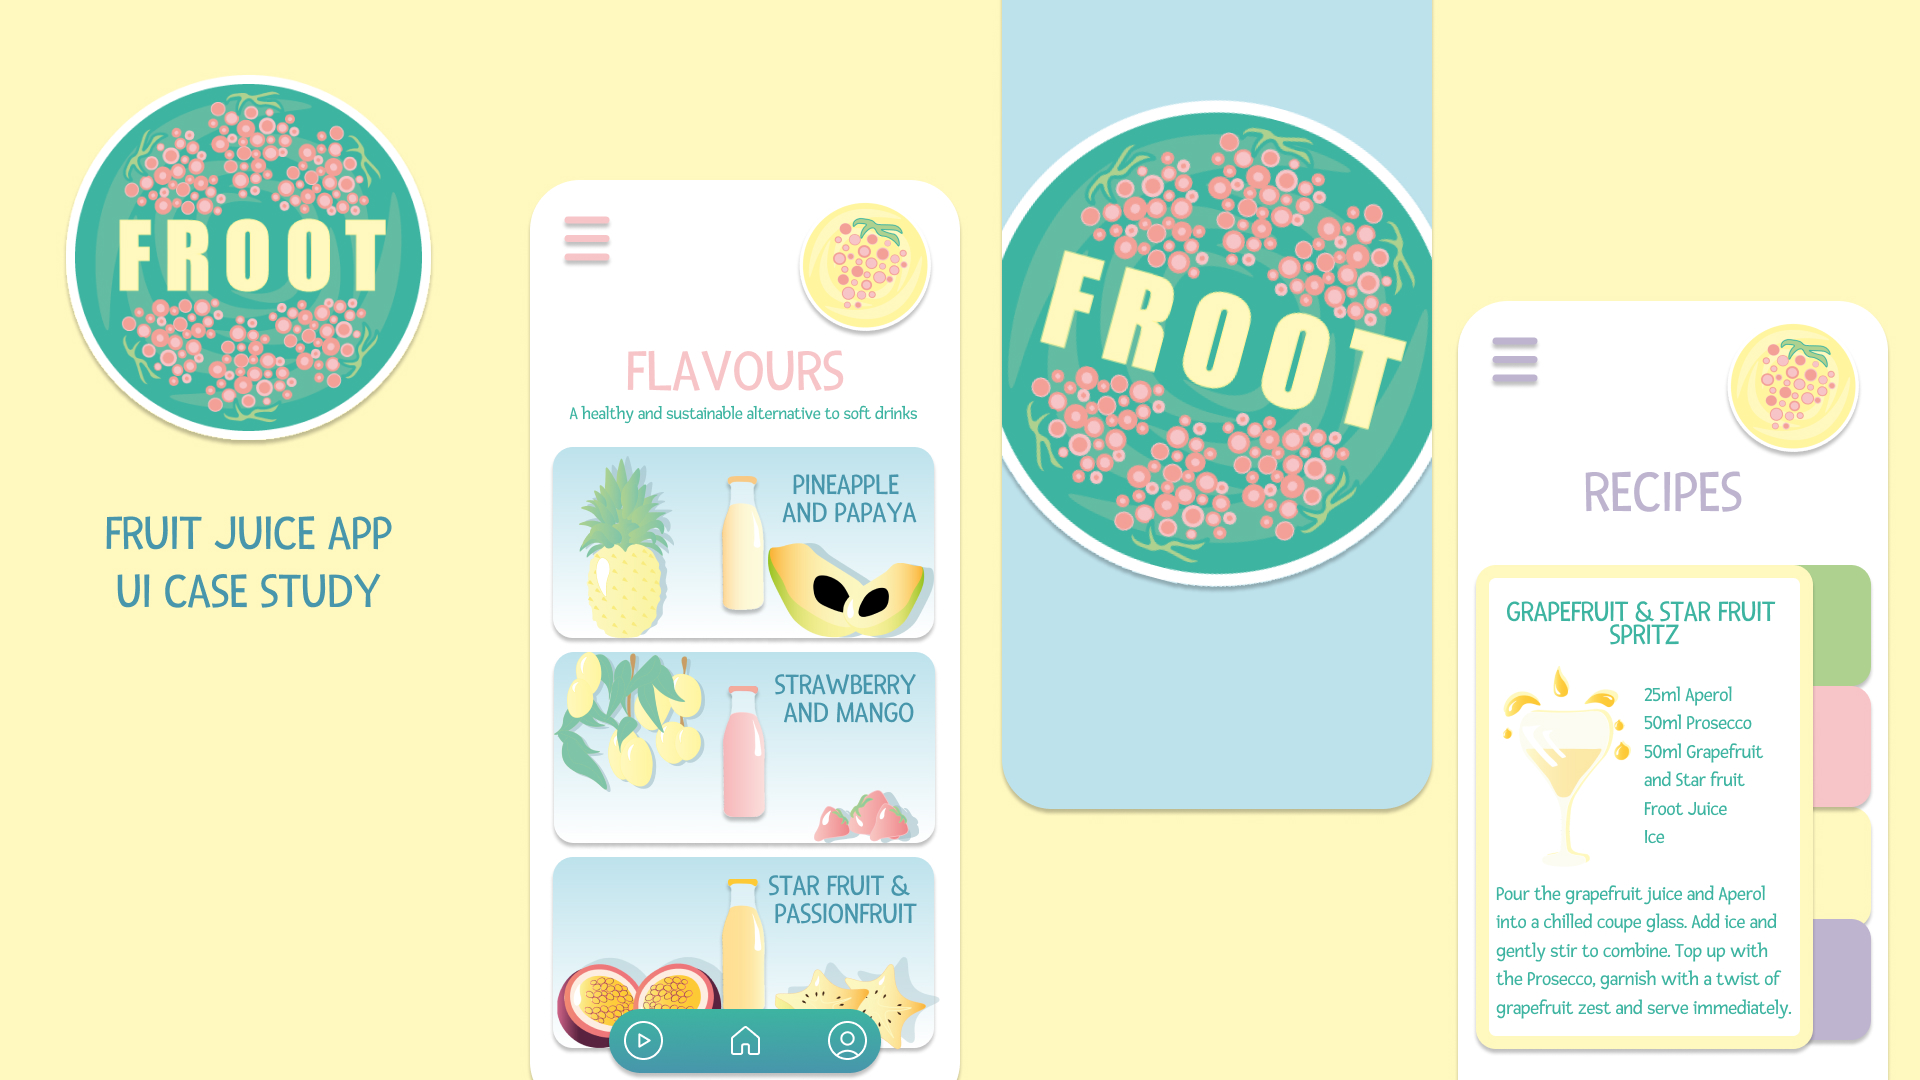 FROOT
FRUIT JUICE APP
UI CASE STUDY
FLAVOURS
A healthy and sustainable alternative to soft drinks
PINEAPPLE
AND PAPAYA
STRAWBERRY
AND MANGO
STAR FRUIT &
PASSIONFRUIT
FROOT
RECIPES
GRAPEFRUIT & STAR FRUIT
SPRITZ
25ml Aperol
50ml Prosecco
50ml Grapefruit
and Star fruit
Froot Juice
Ice
Pour the grapefruit juice and Aperol
into a chilled coupe glass. Add ice and
gently stir to combine. Top up with
the Prosecco, garnish with a twist of
grapefruit zest and serve immediately.